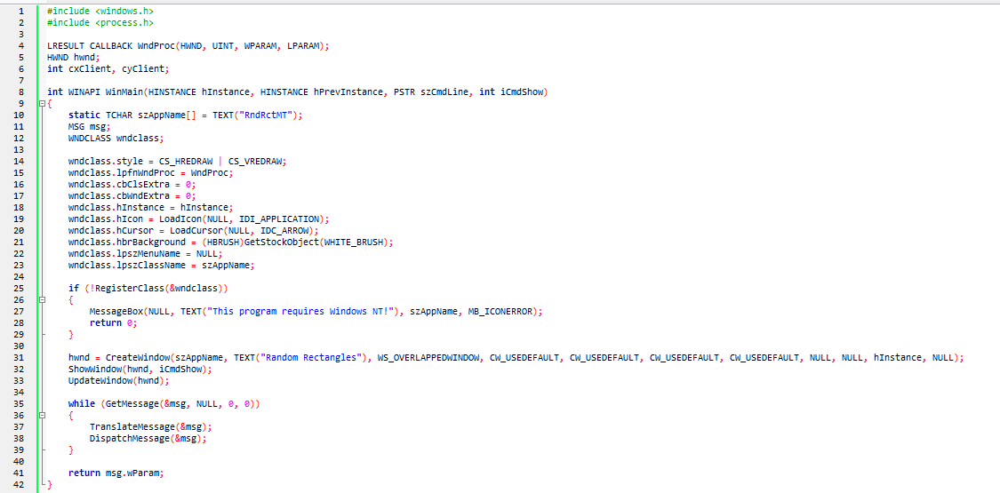 1 #include <windows.h>
2 #include <process.h>
3
4 LRESULT CALLBACK WndProc(HWND, UINT, WPARAM, LPARAM);
5 HWND hwnd;
6 int cxClient, cyClient;
7
8 int WINAPI WinMain(HINSTANCE hInstance, HINSTANCE hPrevInstance, PSTR szCmdLine, int iCmdShow)
9 {
10     static TCHAR szAppName[] = TEXT("RndRctMT");
11     MSG msg;
12     WNDCLASS wndclass;
13
14     wndclass.style = CS_HREDRAW | CS_VREDRAW;
15     wndclass.lpfnWndProc = WndProc;
16     wndclass.cbClsExtra = 0;
17     wndclass.cbWndExtra = 0;
18     wndclass.hInstance = hInstance;
19     wndclass.hIcon = LoadIcon(NULL, IDI_APPLICATION);
20     wndclass.hCursor = LoadCursor(NULL, IDC_ARROW);
21     wndclass.hbrBackground = (HBRUSH)GetStockObject(WHITE_BRUSH);
22     wndclass.lpszMenuName = NULL;
23     wndclass.lpszClassName = szAppName;
24
25     if (!RegisterClass(&wndclass))
26     {
27         MessageBox(NULL, TEXT("This program requires Windows NT!"), szAppName, MB_ICONERROR);
28         return 0;
29     }
30
31     hwnd = CreateWindow(szAppName, TEXT("Random Rectangles"), WS_OVERLAPPEDWINDOW, CW_USEDEFAULT, CW_USEDEFAULT, CW_USEDEFAULT, CW_USEDEFAULT, NULL, NULL, hInstance, NULL);
32     ShowWindow(hwnd, iCmdShow);
33     UpdateWindow(hwnd);
34
35     while (GetMessage(&msg, NULL, 0, 0))
36     {
37         TranslateMessage(&msg);
38         DispatchMessage(&msg);
39     }
40
41     return msg.wParam;
42 }